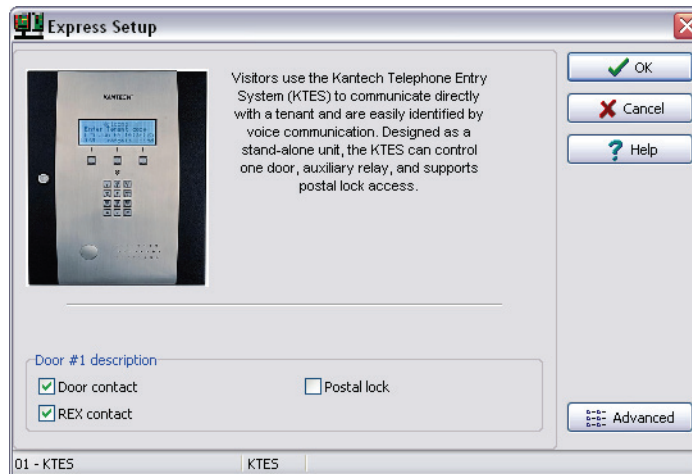 Express Setup
KANTECH
Enter Tenant code
Visitors use the Kantech Telephone Entry
System (KTES) to communicate directly
with a tenant and are easily identified by
voice communication. Designed as a
stand-alone unit, the KTES can control
one door, auxiliary relay, and supports
postal lock access.
OK
Cancel
Help
Door #1 description
Door contact
Postal lock
REX contact
Advanced
01 - KTES
KTES